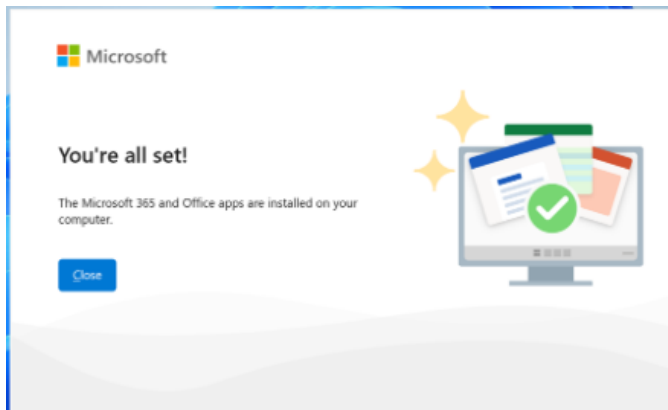 Microsoft
You're all set!
The Microsoft 365 and Office apps are installed on your
computer.
Close